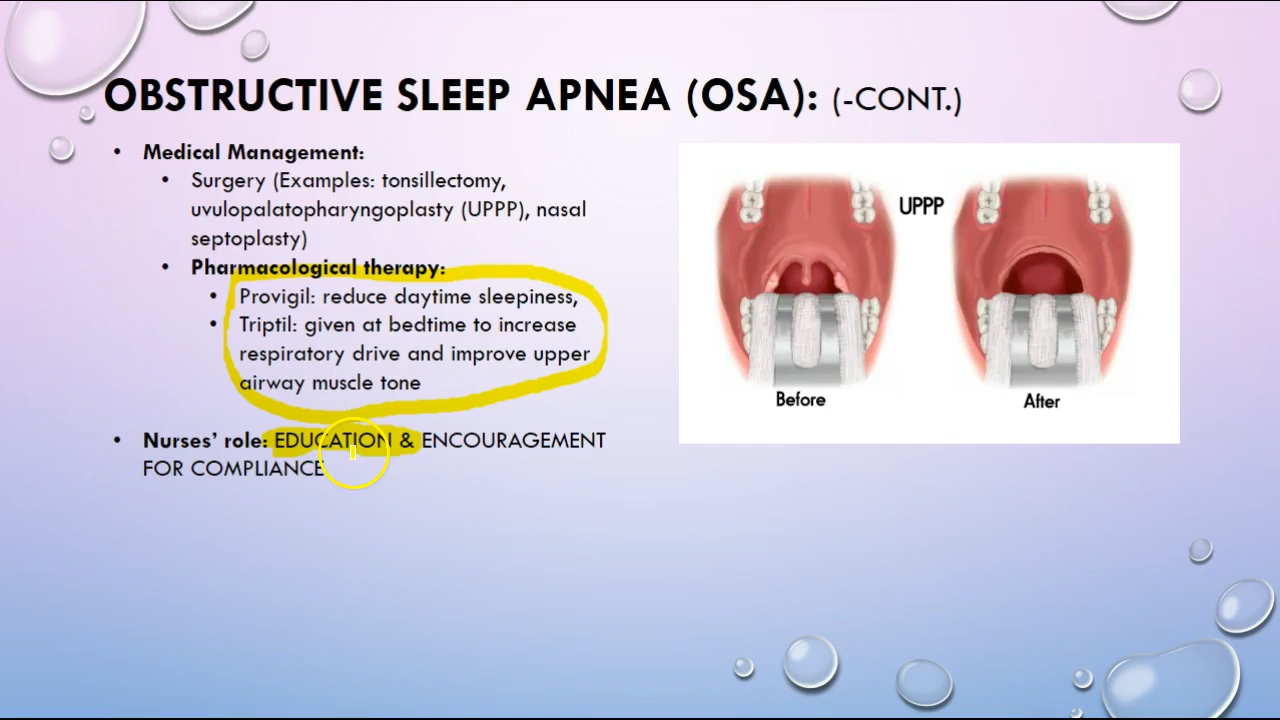 OBSTRUCTIVE SLEEP APNEA (OSA): (-CONT.)
• Medical Management:
• Surgery (Examples: tonsillectomy,
uvulopalatopharyngoplasty (UPPP), nasal
septoplasty)
• Pharmacological therapy:
• Provigil: reduce daytime sleepiness,
• Triptil: given at bedtime to increase
respiratory drive and improve upper
airway muscle tone
• Nurses’ role: EDUCATION & ENCOURAGEMENT
FOR COMPLIANCE
UPPP
Before
After